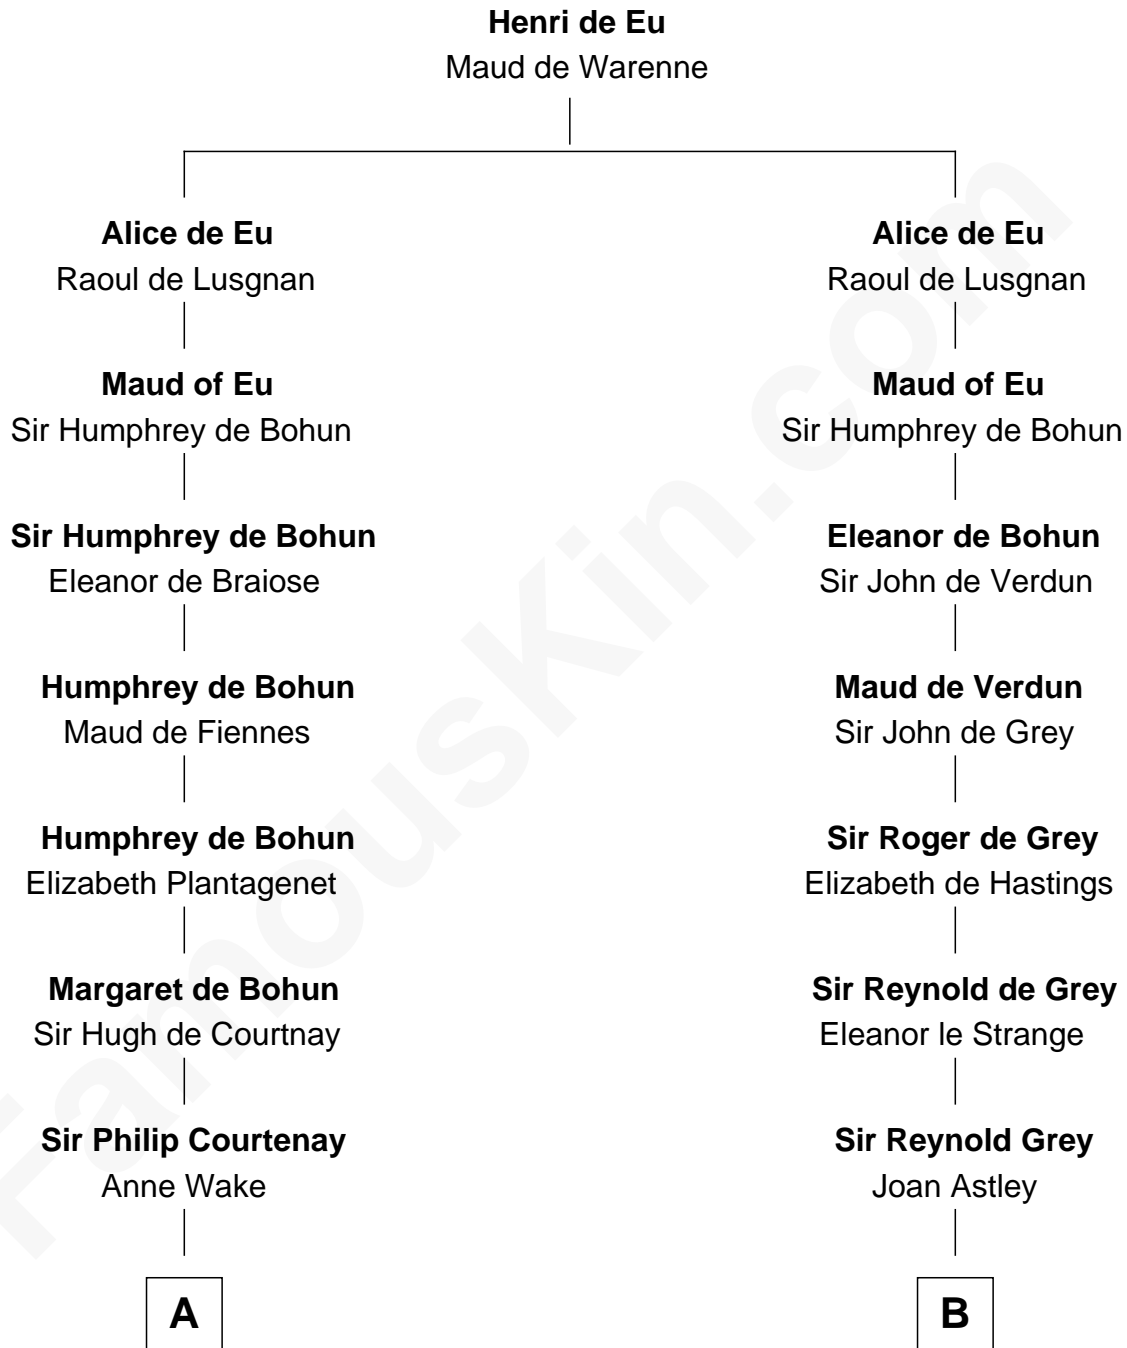 Henri de Eu
Maud de Warenne
Alice de Eu
Raoul de Lusgnan
Maud of Eu
Sir Humphrey de Bohun
Sir Humphrey de Bohun
Eleanor de Braiose
Humphrey de Bohun
Maud de Fiennes
Humphrey de Bohun
Elizabeth Plantagenet
Margaret de Bohun
Sir Hugh de Courtnay
Sir Philip Courtenay
Anne Wake
A
Alice de Eu
Raoul de Lusgnan
Maud of Eu
Sir Humphrey de Bohun
Eleanor de Bohun
Sir John de Verdun
Maud de Verdun
Sir John de Grey
Sir Roger de Grey
Elizabeth de Hastings
Sir Reynold de Grey
Eleanor le Strange
Sir Reynold Grey
Joan Astley
B
FamousKin.com